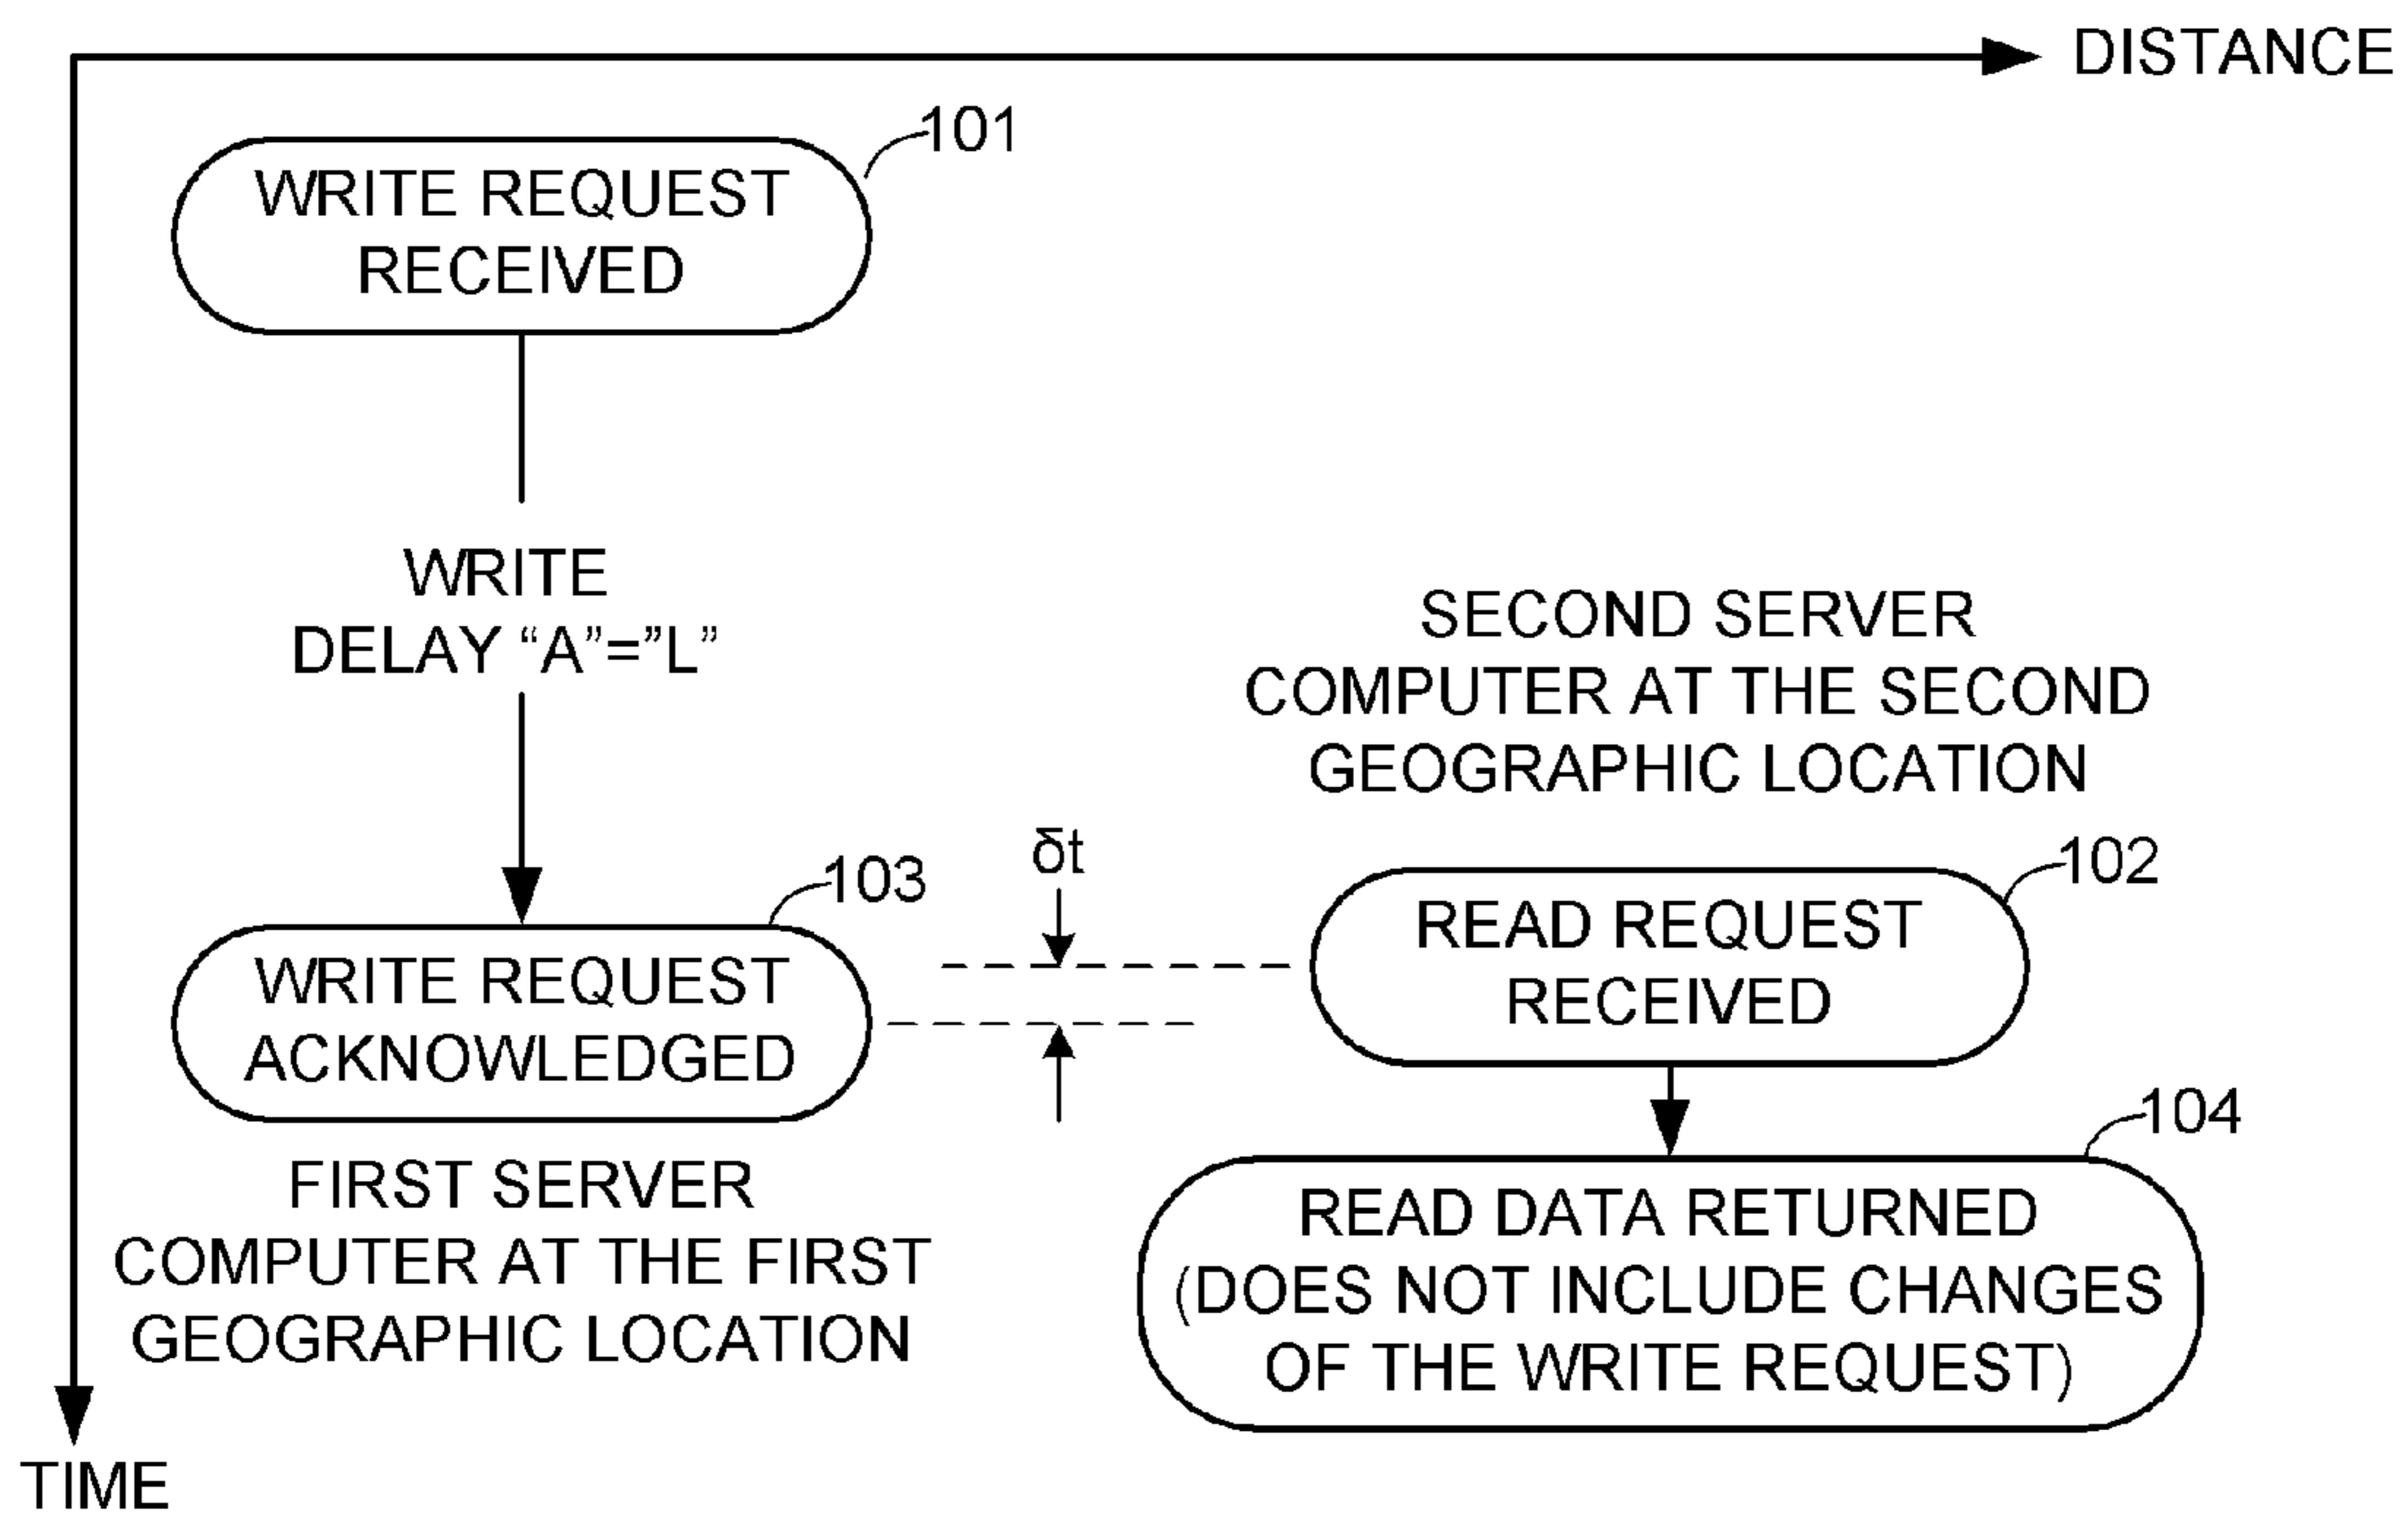 DISTANCE
101
WRITE REQUEST
RECEIVED
WRITE
DELAY “A”=”L”
SECOND SERVER
COMPUTER AT THE SECOND
GEOGRAPHIC LOCATION
δt
103
102
WRITE REQUEST
ACKNOWLEDGED
READ REQUEST
RECEIVED
FIRST SERVER
COMPUTER AT THE FIRST
GEOGRAPHIC LOCATION
104
READ DATA RETURNED
(DOES NOT INCLUDE CHANGES
OF THE WRITE REQUEST)
TIME